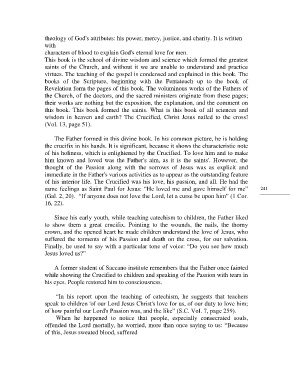 theology of God's attributes: his power, mercy, justice, and charity. It is written
with
characters of blood to explain God's eternal love for men.
This book is the school of divine wisdom and science which formed the greatest
saints of the Church, and without it we are unable to understand and practice
virtues. The teaching of the gospel is condensed and explained in this book. The
books of the Scripture, beginning with the Pentateuch up to the book of
Revelation form the pages of this book. The voluminous works of the Fathers of
the Church, of the doctors, and the sacred ministers originate from these pages;
their works are nothing but the exposition, the explanation, and the comment on
this book. This book formed the saints. What is this book of all sciences and
wisdom in heaven and earth? The Crucified, Christ Jesus nailed to the cross!
(Vol. 13, page 51).
The Father formed in this divine book. In his common picture, he is holding
the crucifix in his hands. It is significant, because it shows the characteristic note
of his holiness, which is enlightened by the Crucified. To love him and to make
him known and loved was the Father's aim, as it is the saints'. However, the
thought of the Passion along with the sorrows of Jesus was as explicit and
immediate in the Father's various activities as to appear as the outstanding feature
of his interior life. The Crucified was his love, his passion, and all. He had the
same feelings as Saint Paul for Jesus: "He loved me and gave himself for me"
(Gal. 2, 20). "If anyone does not love the Lord, let a curse be upon him" (1 Cor.
16, 22).
241
Since his early youth, while teaching catechism to children, the Father liked
to show them a great crucifix. Pointing to the wounds, the nails, the thorny
crown, and the opened heart he made children understand the love of Jesus, who
suffered the torments of his Passion and death on the cross, for our salvation.
Finally, he used to say with a particular tone of voice: "Do you see how much
Jesus loved us?"
A former student of Sacciano institute remembers that the Father once fainted
while showing the Crucified to children and speaking of the Passion with tears in
his eyes. People restored him to consciousness.
"In his report upon the teaching of catechism, he suggests that teachers
speak to children 'of our Lord Jesus Christ's love for us, of our duty to love him;
of how painful our Lord's Passion was, and the like" (S.C. Vol. 7, page 259).
When he happened to notice that people, especially consecrated souls,
offended the Lord mortally, he worried, more than once saying to us: "Because
of this, Jesus sweated blood, suffered